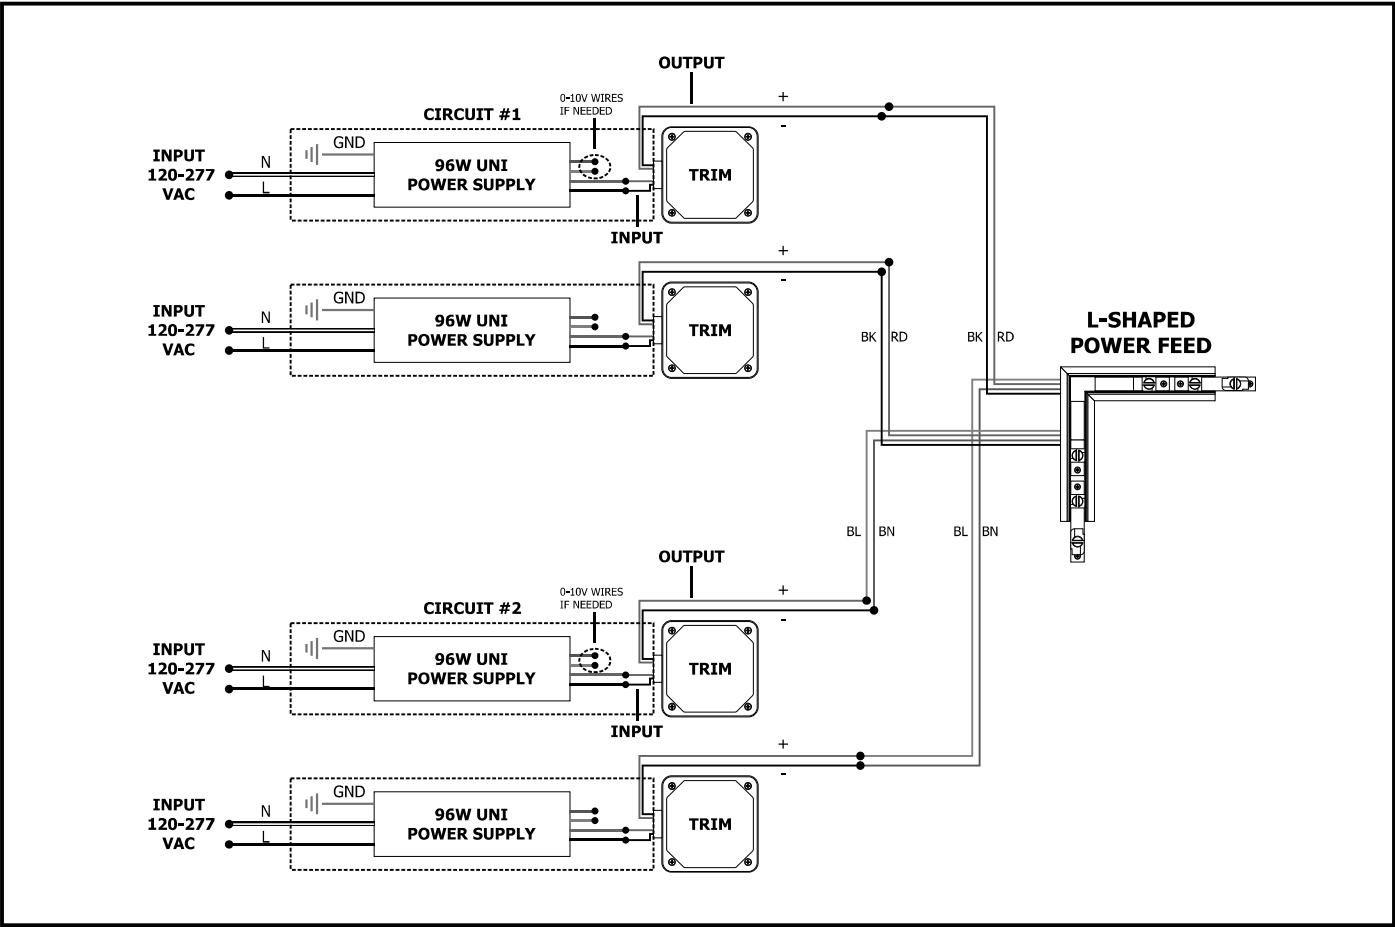 OUTPUT
0-10V WIRES
IF NEEDED
CIRCUIT #1
+
-
INPUT
120-277
VAC
N
L
GND
96W UNI
POWER SUPPLY
TRIM
INPUT
+
-
INPUT
120-277
VAC
N
L
GND
96W UNI
POWER SUPPLY
TRIM
BK
RD
BK
RD
L-SHAPED
POWER FEED
BL
BN
BL
BN
OUTPUT
0-10V WIRES
IF NEEDED
CIRCUIT #2
+
-
INPUT
120-277
VAC
N
L
GND
96W UNI
POWER SUPPLY
TRIM
INPUT
+
-
INPUT
120-277
VAC
N
L
GND
96W UNI
POWER SUPPLY
TRIM